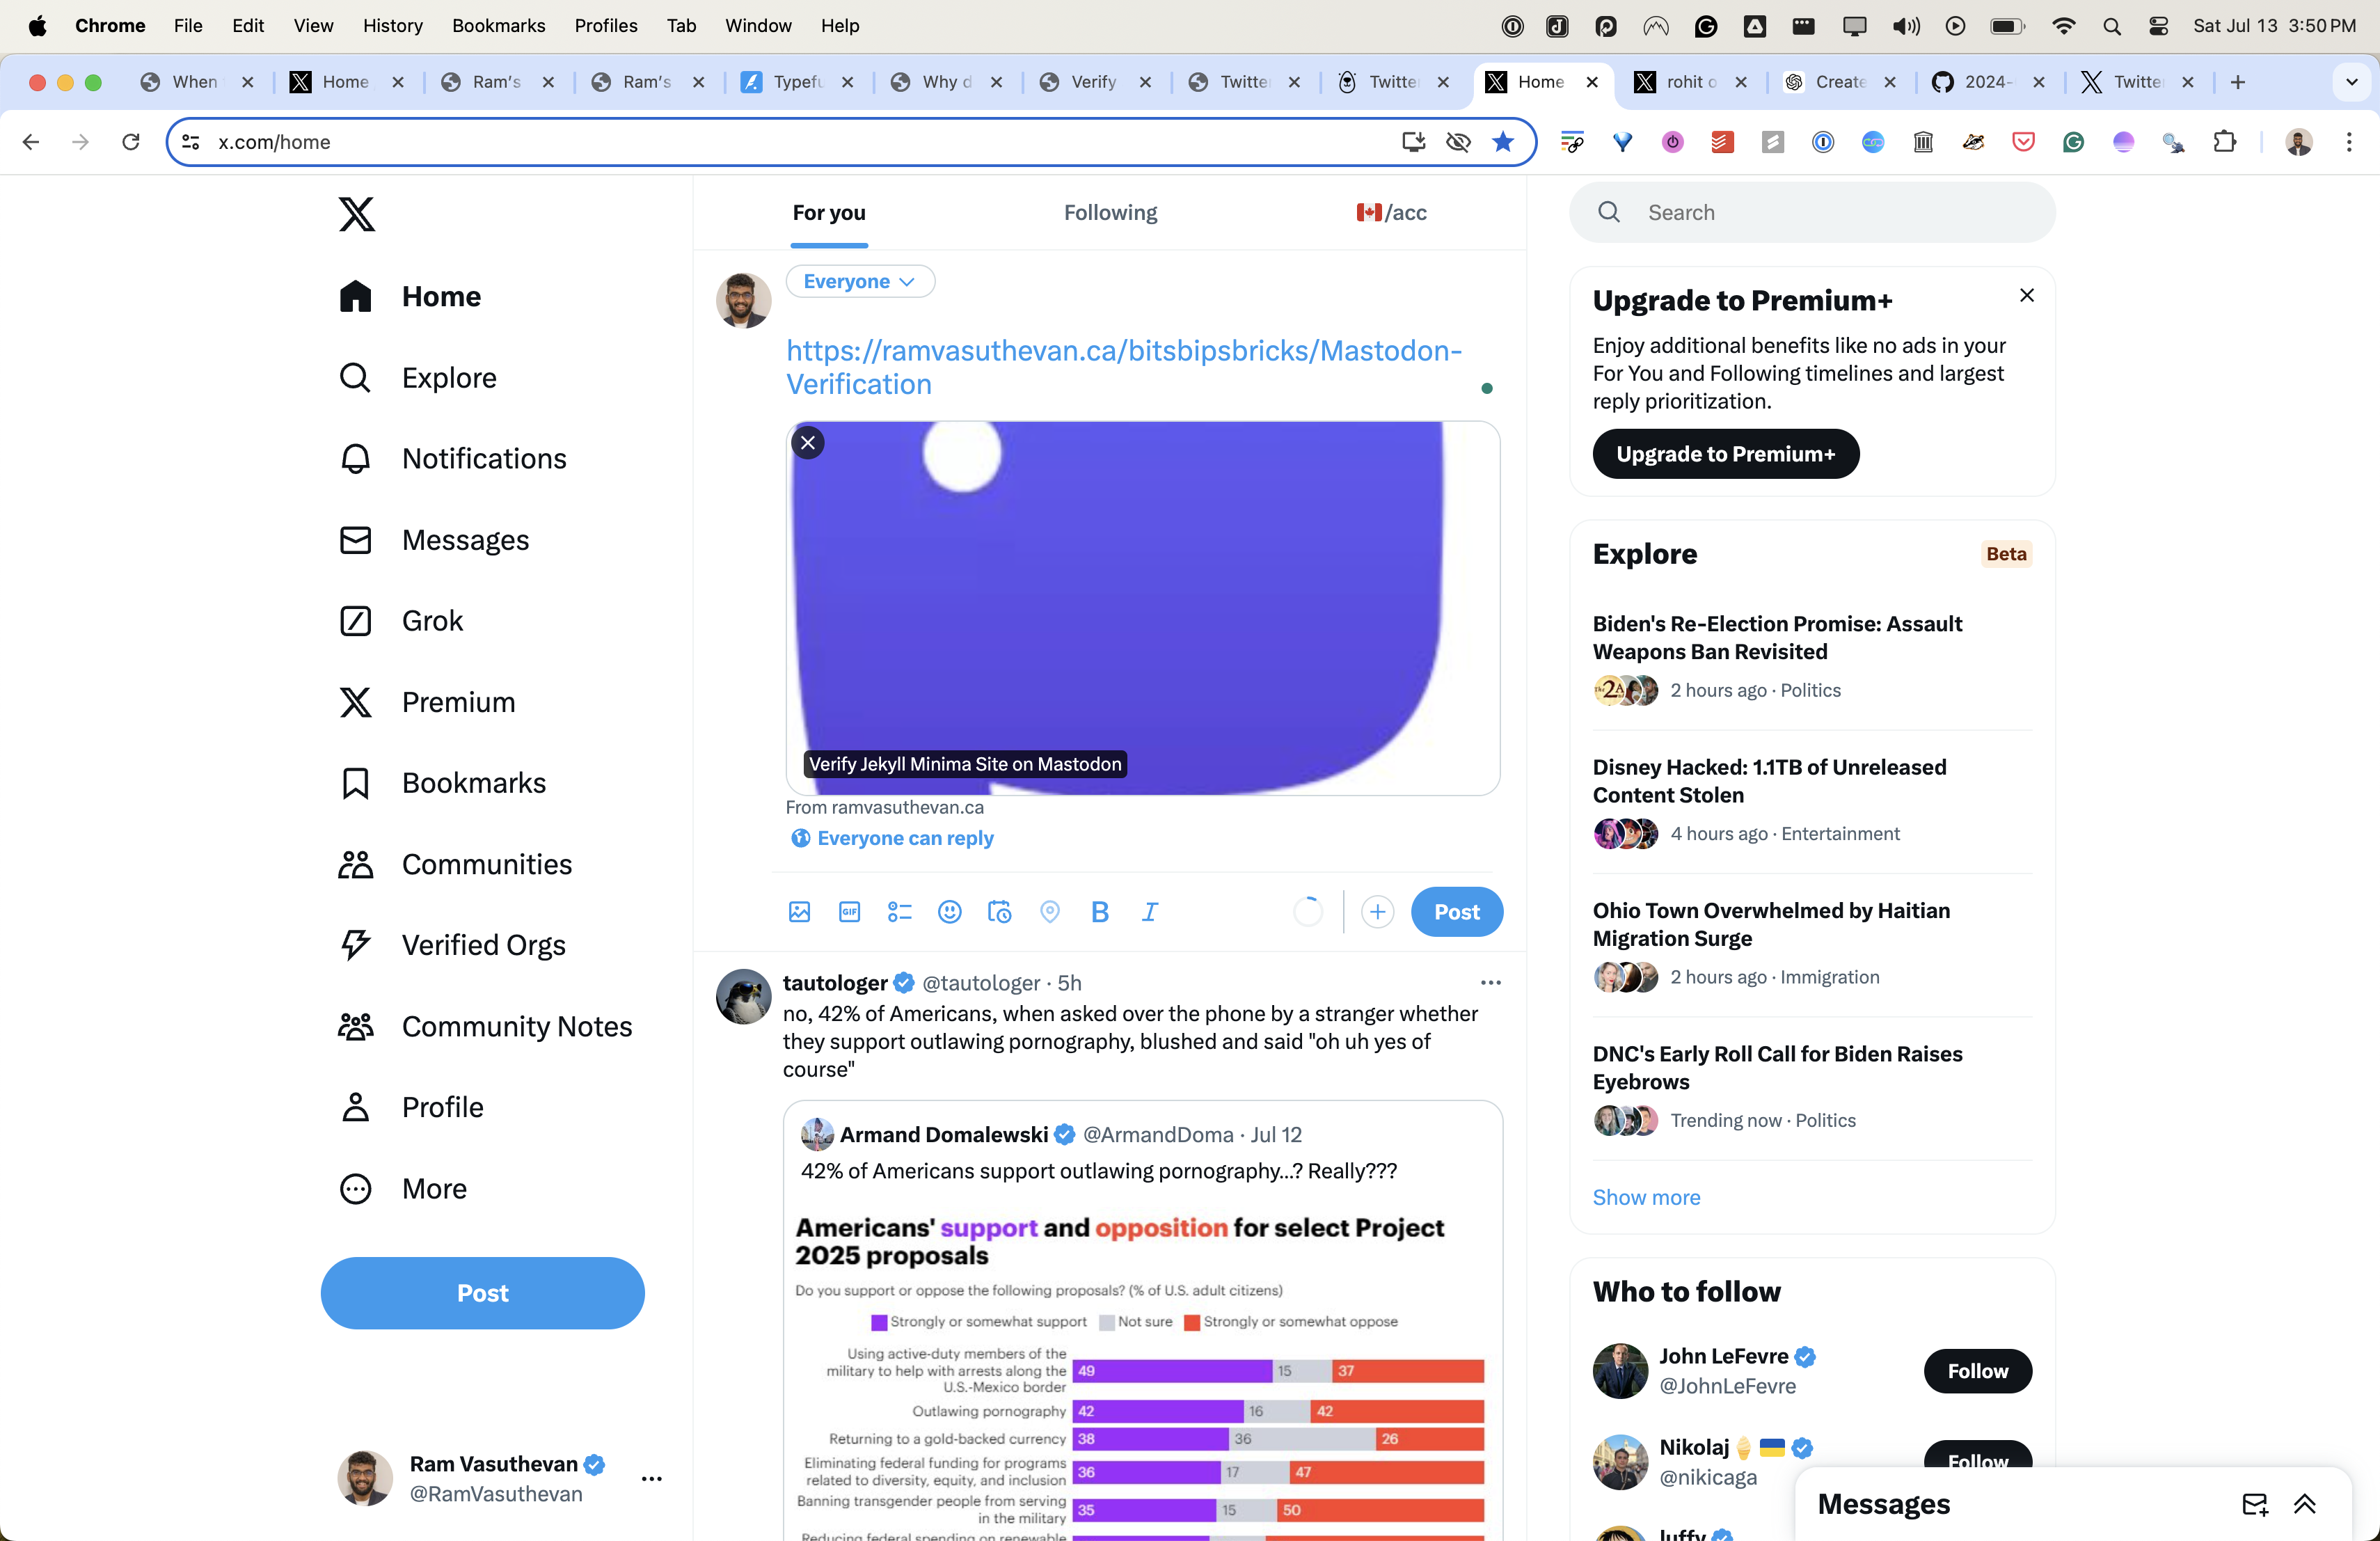 Chrome File Edit View History Bookmarks Profiles Tab Window Help
Sat Jul 13 3:50 PM
When
Home
Ram's
Ram's
Typefu
Why d
Verify
Twitter
Twitter
Home
rohit o
Create
2024-
Twitter
x.com/home
Home
Explore
Notifications
Messages
Grok
Premium
Bookmarks
Communities
Verified Orgs
Community Notes
Profile
More
Post
Ram Vasuthevan
@RamVasuthevan
For you
Following
/acc
Everyone
https://ramvasuthevan.ca/bitsbipsbricks/Mastodon-
Verification
Verify Jekyll Minima Site on Mastodon
From ramvasuthevan.ca
Everyone can reply
GIF
B I
Post
tautologer @tautologer · 5h
no, 42% of Americans, when asked over the phone by a stranger whether
they support outlawing pornography, blushed and said "oh uh yes of
course"
Armand Domalewski @ArmandDoma · Jul 12
42% of Americans support outlawing pornography...? Really???
Americans' support and opposition for select Project
2025 proposals
Do you support or oppose the following proposals? (% of U.S. adult citizens)
Strongly or somewhat support Not sure Strongly or somewhat oppose
Using active-duty members of the
military to help with arrests along the
U.S.-Mexico border
49 15 37
Outlawing pornography 42 16 42
Returning to a gold-backed currency 38 36 26
Eliminating federal funding for programs
related to diversity, equity, and inclusion
36 17 47
Banning transgender people from serving
in the military
35 15 50
Reducing federal spending on renewable
Search
Upgrade to Premium+
Enjoy additional benefits like no ads in your
For You and Following timelines and largest
reply prioritization.
Upgrade to Premium+
Explore
Beta
Biden's Re-Election Promise: Assault
Weapons Ban Revisited
2 hours ago · Politics
Disney Hacked: 1.1TB of Unreleased
Content Stolen
4 hours ago · Entertainment
Ohio Town Overwhelmed by Haitian
Migration Surge
2 hours ago · Immigration
DNC's Early Roll Call for Biden Raises
Eyebrows
Trending now · Politics
Show more
Who to follow
John LeFevre
@JohnLeFevre
Follow
Nikolaj
@nikicaga
Follow
luffy
Messages